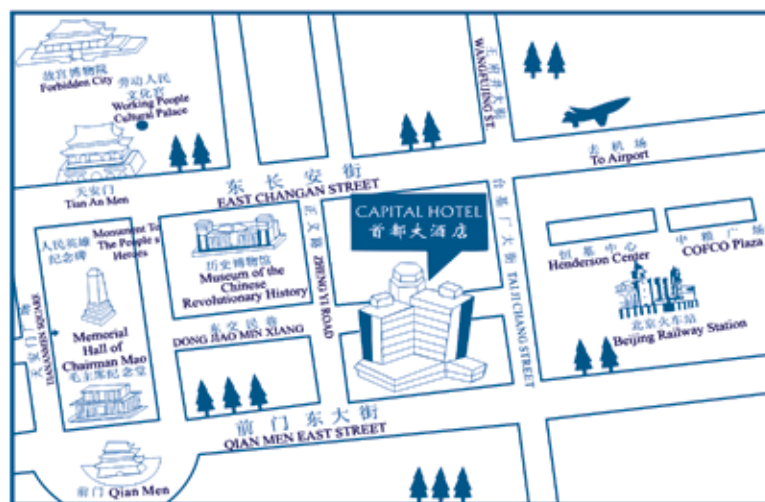 故宫博物院
Forbidden City
劳动人民
文化宫
Working People
Cultural Palace
王府井大街
WANGFUJING ST.
去 机 场
To Airport
天安门
Tian An Men
东 长 安 街
EAST CHANGAN STREET
人民英雄
纪念碑
Monument To
The People s
Heroes
历史博物馆
Museum of the
Chinese
Revolutionary History
正义路
ZHENG YI ROAD
CAPITAL HOTEL
首都大酒店
台基厂大街
TAIJI CHANG STREET
恒基中心
Henderson Center
中粮广场
COFCO Plaza
北京火车站
Beijing Railway Station
天安门广场
TIANANMEN SQUARE
Memorial
Hall of
Chairman Mao
毛主席纪念堂
东交民巷
DONG JIAO MIN XIANG
前 门 东 大 街
QIAN MEN EAST STREET
前门 Qian Men